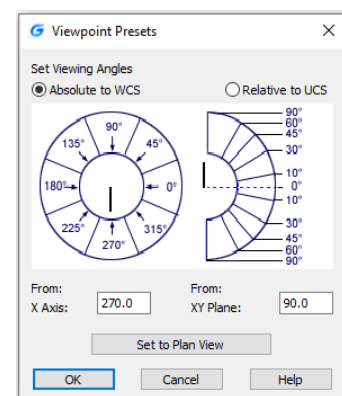 Viewpoint Presets
Set Viewing Angles
Absolute to WCS Relative to UCS
90°
135° 45°
180° 0°
225° 315°
270°
90°
60°
45°
30°
10°
0°
10°
30°
45°
60°
90°
From: From:
X Axis: 270.0 XY Plane: 90.0
Set to Plan View
OK Cancel Help